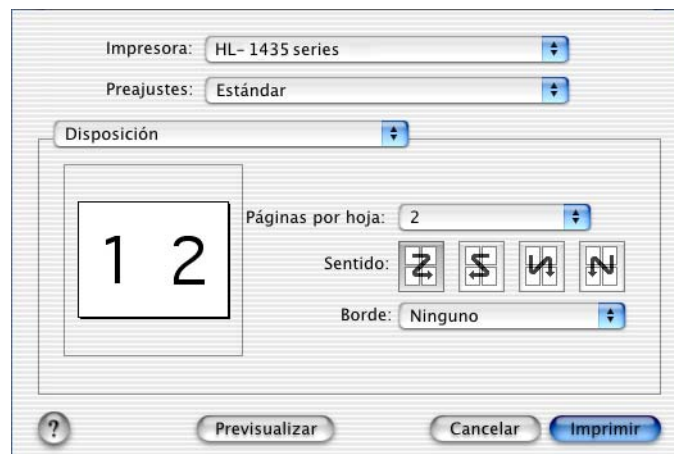 Impresora: HL- 1435 series
Preajustes: Estándar
Disposición
1 2
Páginas por hoja: 2
Sentido:
Borde: Ninguno
? Previsualizar Cancelar Imprimir